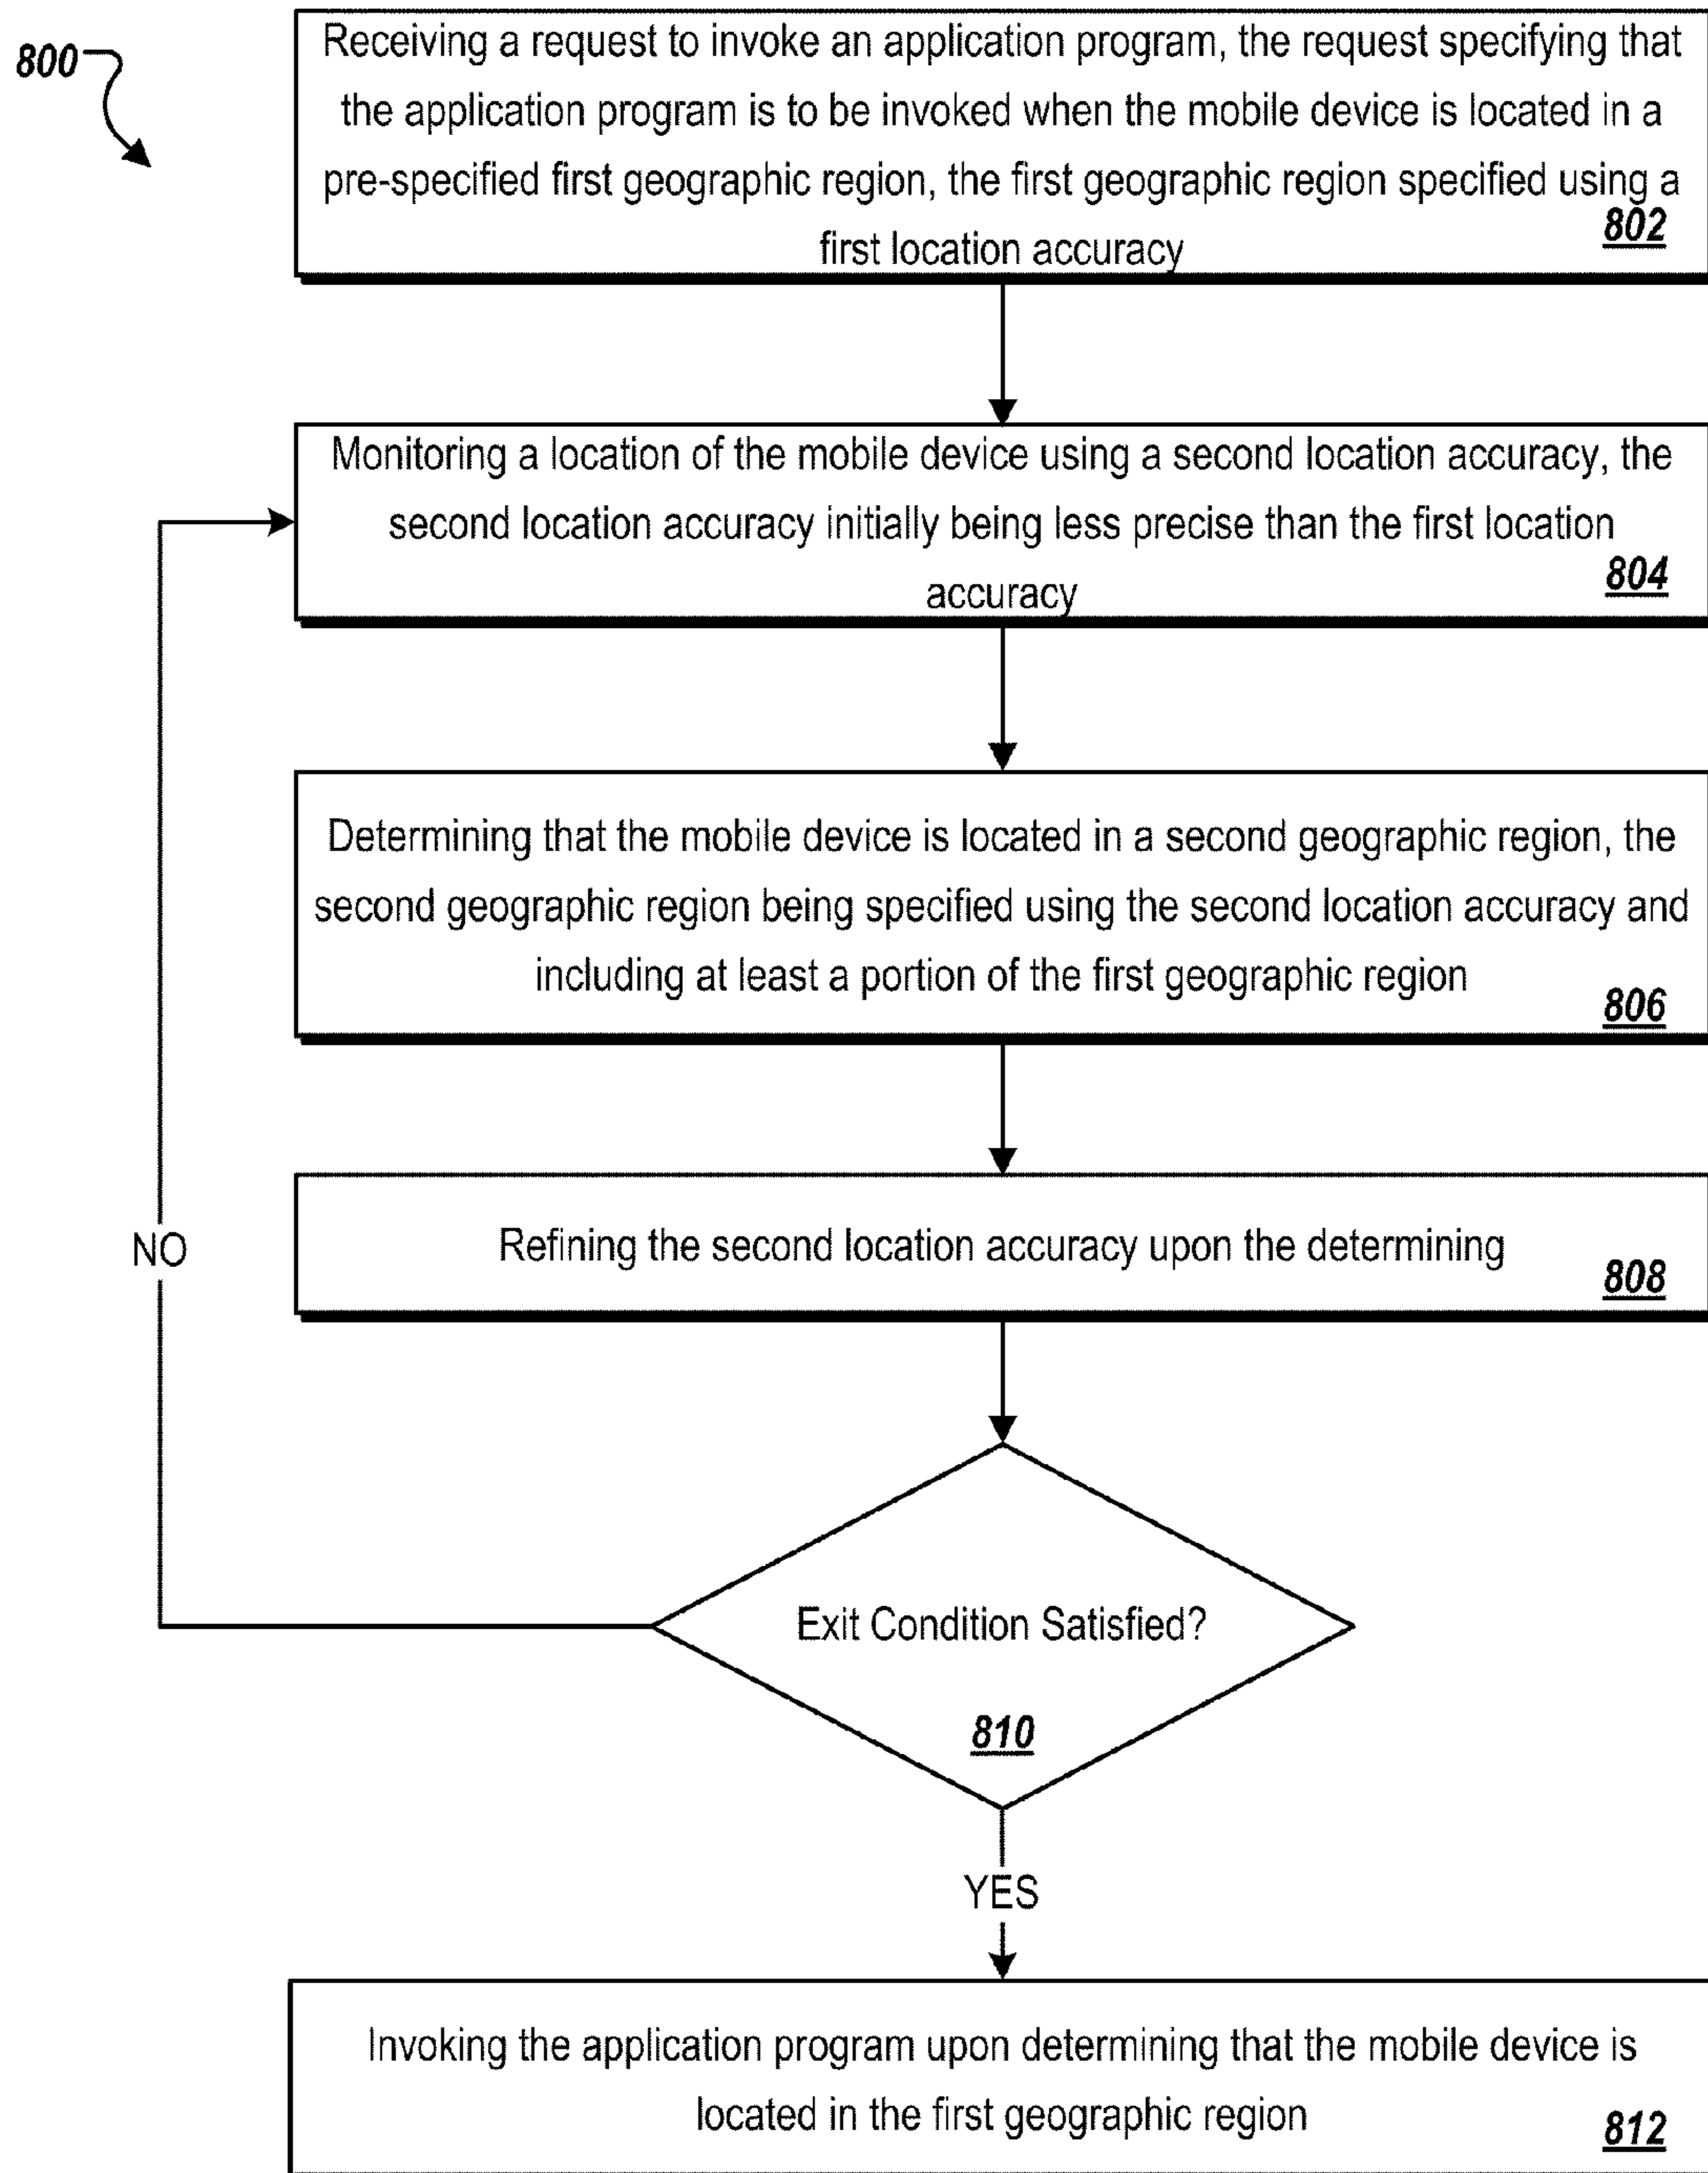 800
Receiving a request to invoke an application program, the request specifying that
the application program is to be invoked when the mobile device is located in a
pre-specified first geographic region, the first geographic region specified using a
first location accuracy
802
Monitoring a location of the mobile device using a second location accuracy, the
second location accuracy initially being less precise than the first location
accuracy
804
Determining that the mobile device is located in a second geographic region, the
second geographic region being specified using the second location accuracy and
including at least a portion of the first geographic region
806
Refining the second location accuracy upon the determining
808
NO
Exit Condition Satisfied?
810
YES
Invoking the application program upon determining that the mobile device is
located in the first geographic region
812